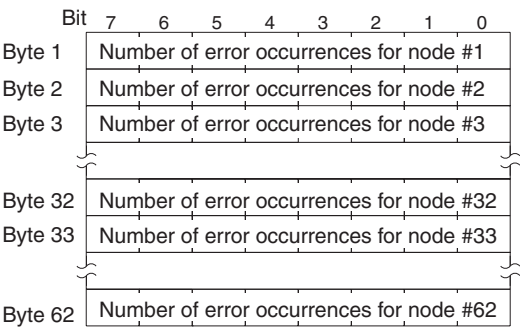 Bit 7 6 5 4 3 2 1 0
Byte 1 Number of error occurrences for node #1
Byte 2 Number of error occurrences for node #2
Byte 3 Number of error occurrences for node #3
Byte 32 Number of error occurrences for node #32
Byte 33 Number of error occurrences for node #33
Byte 62 Number of error occurrences for node #62